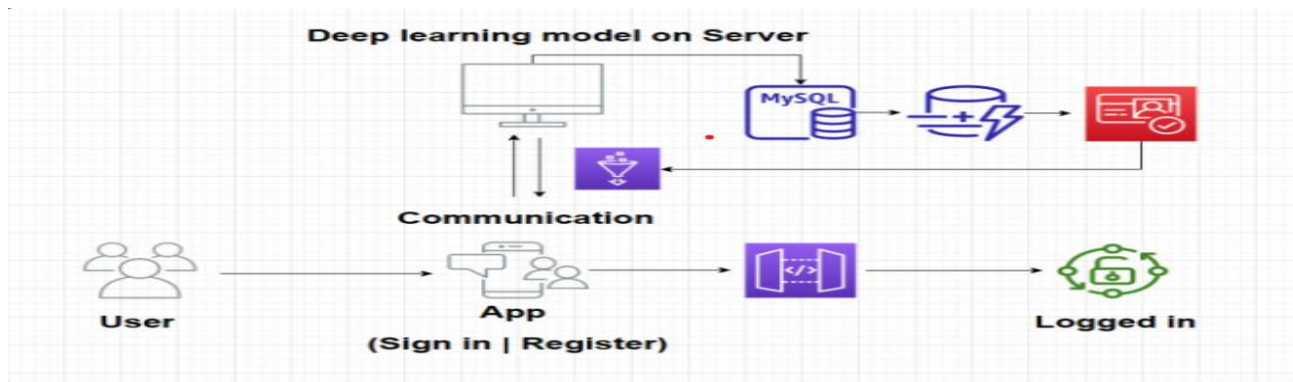 Deep learning model on Server
MySQL
</>
Communication
User
App
(Sign in | Register)
Logged in